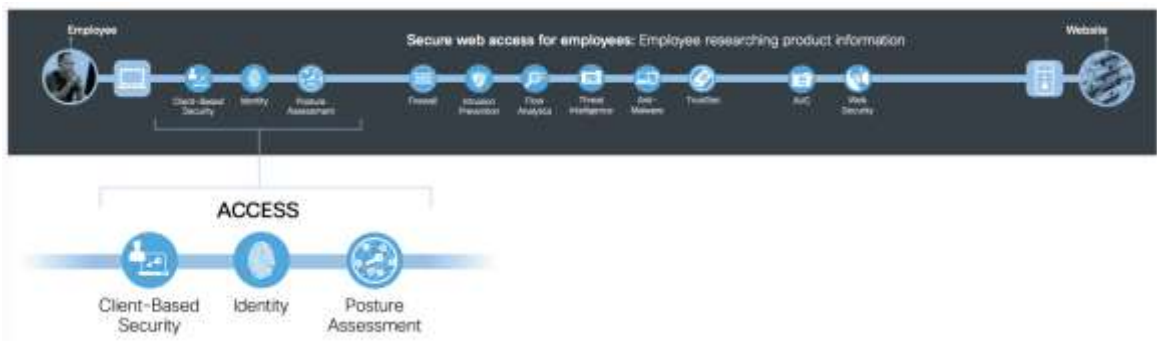 Employee
Website
Secure web access for employees: Employee researching product information
Client-Based
Security
Identity
Posture
Assessment
Firewall
Intrusion
Prevention
Flow
Analytics
Threat
Intelligence
Anti-
Malware
TrustSec
AVC
Web
Security
ACCESS
Client-Based
Security
Identity
Posture
Assessment